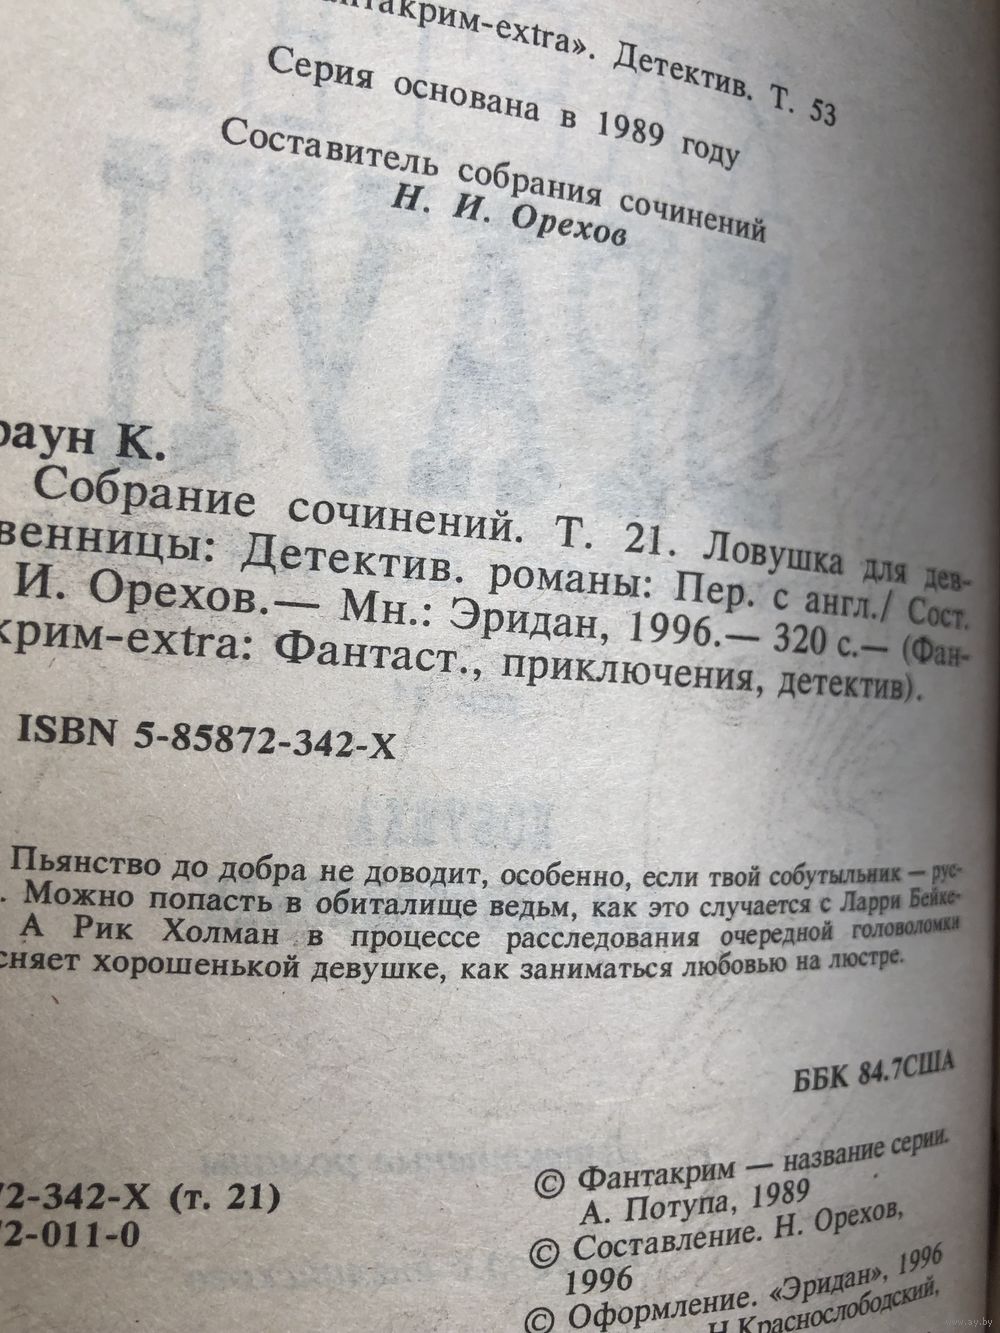 нтакрим-extra». Детектив. Т. 53
Серия основана в 1989 году
Составитель собрания сочинений
Н. И. Орехов
раун К.
Собрание сочинений. Т. 21. Ловушка для дев-
венницы: Детектив. романы: Пер. с англ./ Сост.
И. Орехов.— Мн.: Эридан, 1996.— 320 с.— (Фан-
крим-extra: Фантаст., приключения, детектив).
ISBN 5-85872-342-X
Пьянство до добра не доводит, особенно, если твой собутыльник — рус-
. Можно попасть в обиталище ведьм, как это случается с Ларри Бейке-
А Рик Холман в процессе расследования очередной головоломки
сняет хорошенькой девушке, как заниматься любовью на люстре.
ББК 84.7США
72-342-X (т. 21)
72-011-0
© Фантакрим — название серии.
А. Потупа, 1989
© Составление. Н. Орехов,
1996
© Оформление. «Эридан», 1996
Н Краснослободский,
www.ay.by